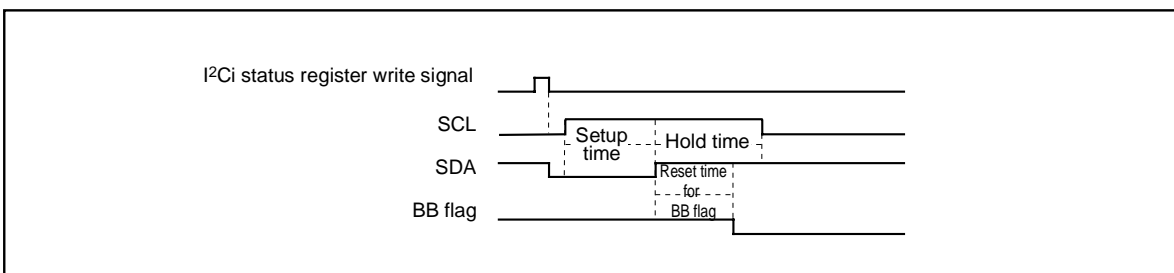 I²Ci status register write signal
SCL
Setup
time
Hold time
SDA
Reset time
for
BB flag
BB flag